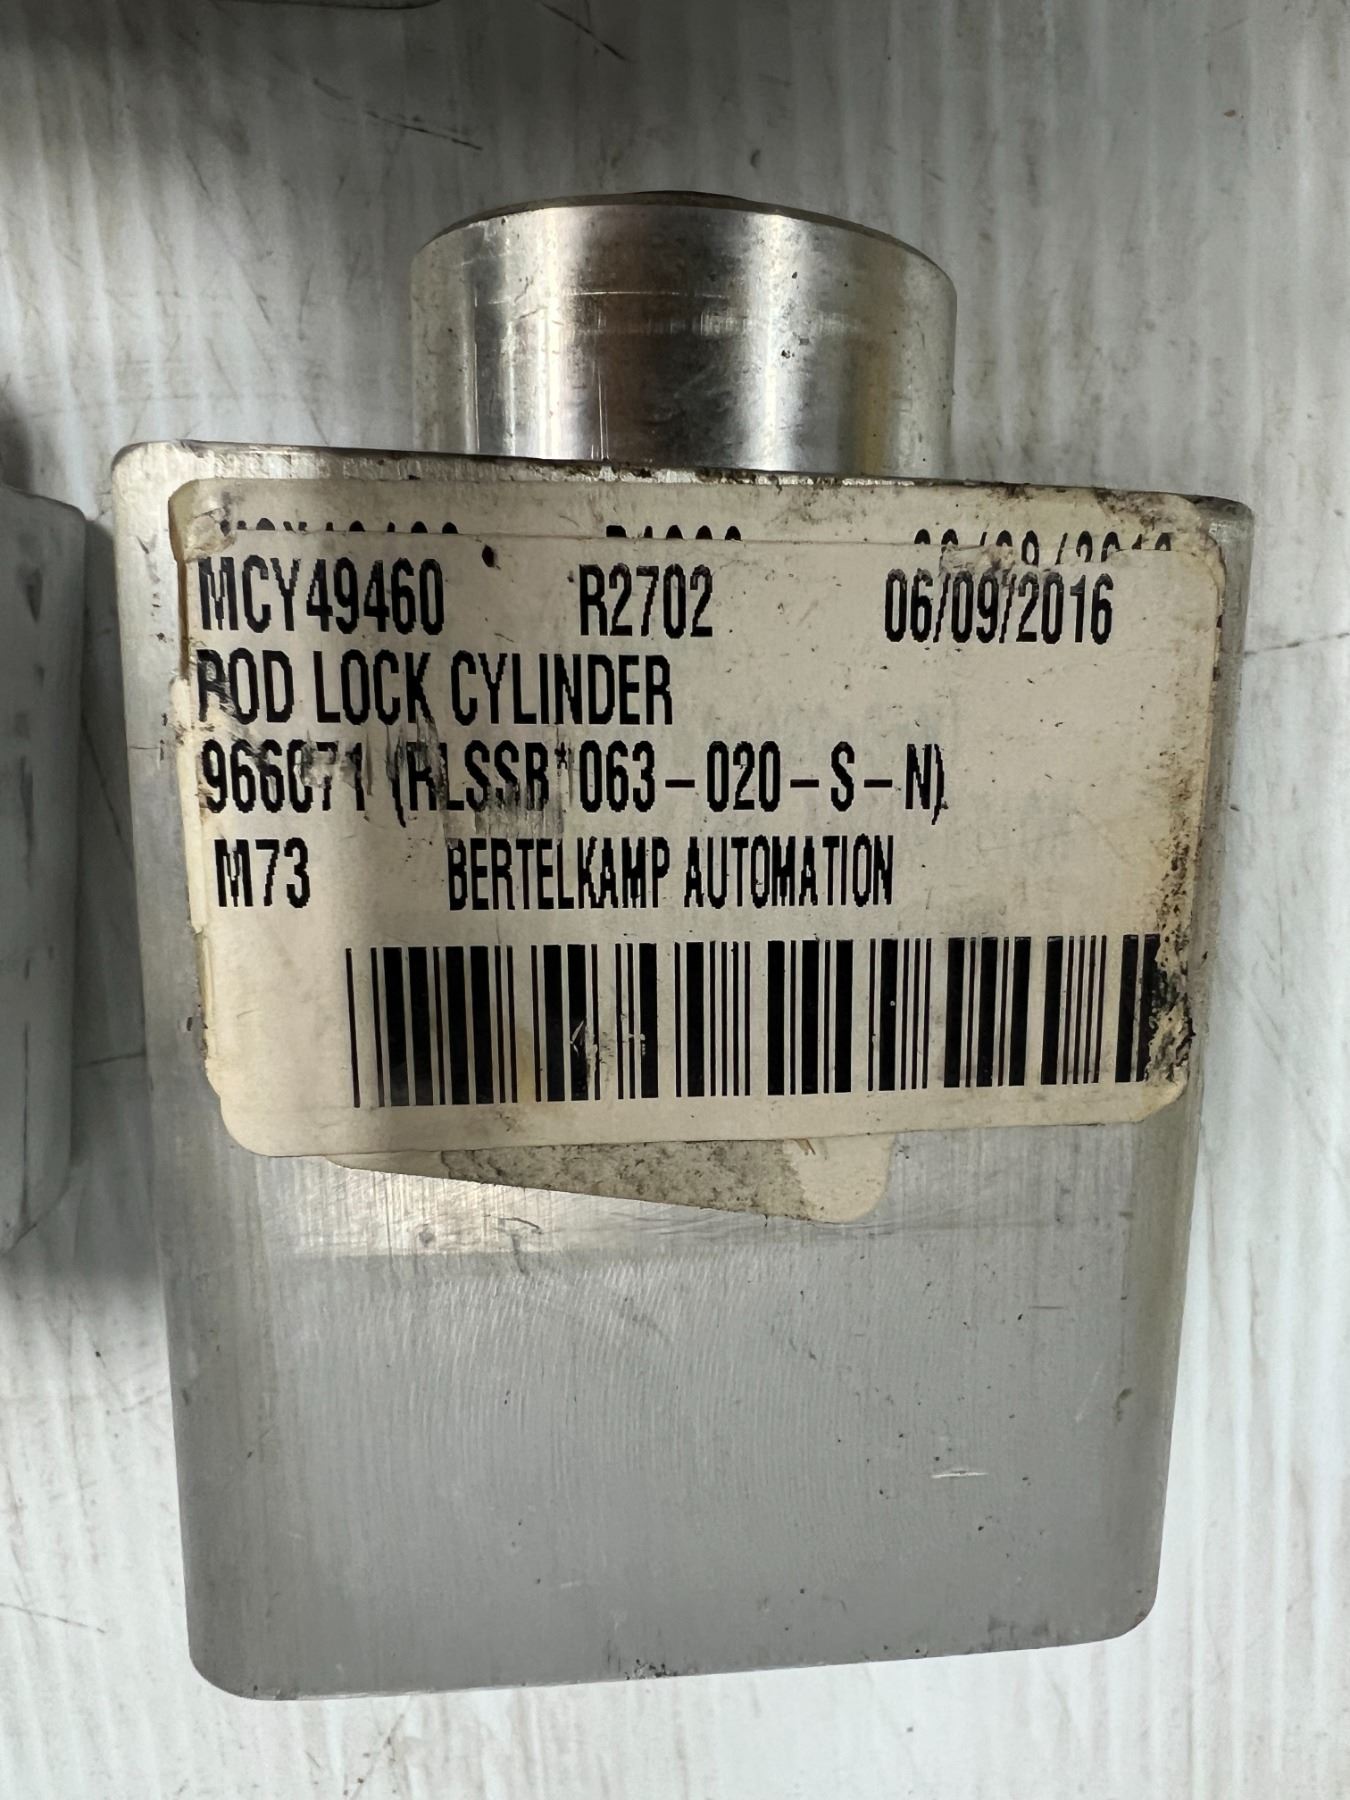 MCY49460 R2702 06/09/2016
ROD LOCK CYLINDER
966071 (RLSSB*063-020-S-N)
M73 BERTELKAMP AUTOMATION